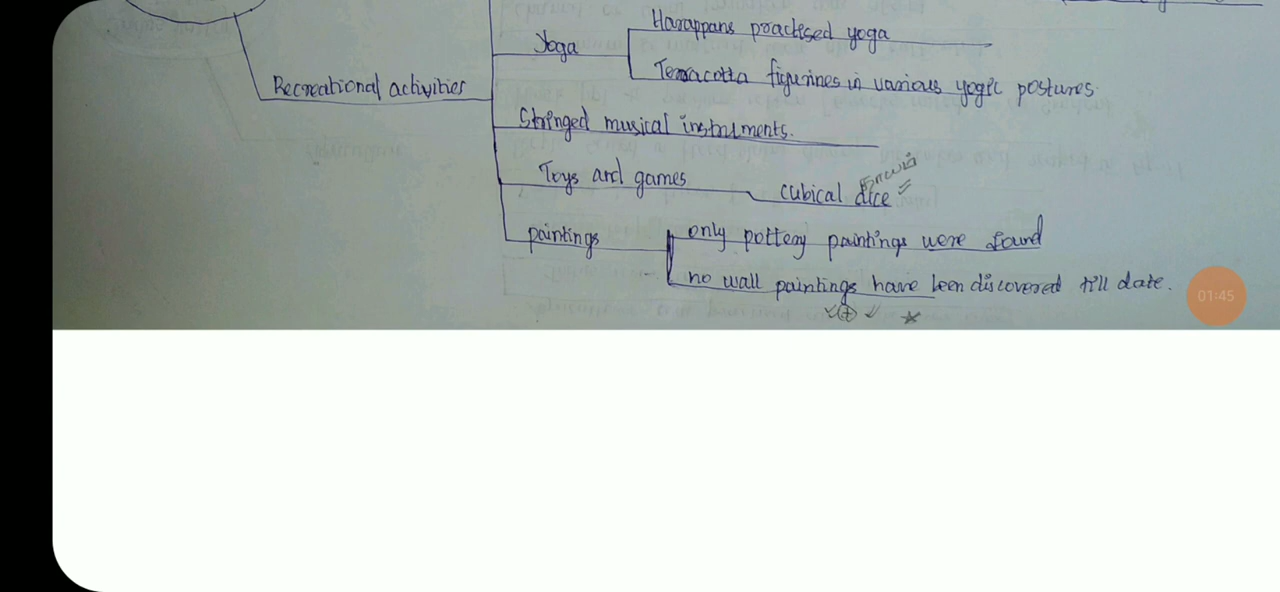 Harappans practised yoga
Yoga
Terracotta figurines in various yogic postures.
Recreational activities
Stringed musical instruments.
Toys and games
cubical dice
paintings
only pottery paintings were found
no wall paintings have been discovered till date.
01:45